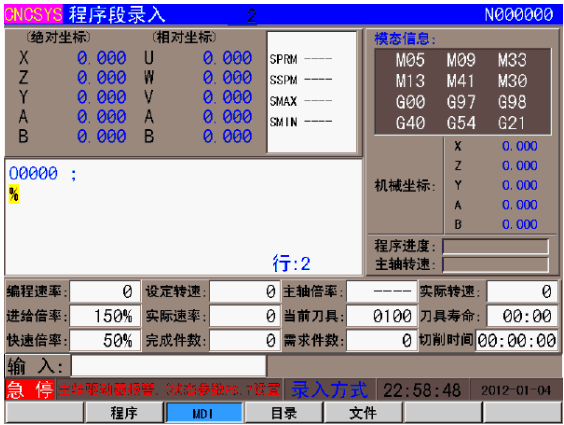 CNCSYS 程序段录入 2 N000000
(绝对坐标) (相对坐标) 模态信息:
X 0.000 U 0.000 SPRM ---- M05 M09 M33
Z 0.000 W 0.000 SSPM ---- M13 M41 M30
Y 0.000 V 0.000 SMAX ---- G00 G97 G98
A 0.000 A 0.000 SMIN ---- G40 G54 G21
B 0.000 B 0.000
机械坐标:
X 0.000
Z 0.000
Y 0.000
A 0.000
B 0.000
O0000 ;
%
行:2
程序进度:
主轴转速:
编程速率: 0 设定转速: 0 主轴倍率: ---- 实际转速: 0
进给倍率: 150% 实际速率: 0 当前刀具: 0100 刀具寿命: 00:00
快速倍率: 50% 完成件数: 0 需求件数: 0 切削时间 00:00:00
输 入:
急 停 主轴驱动器报警 录入方式 22:58:48 2012-01-04
程序 MDI 目录 文件